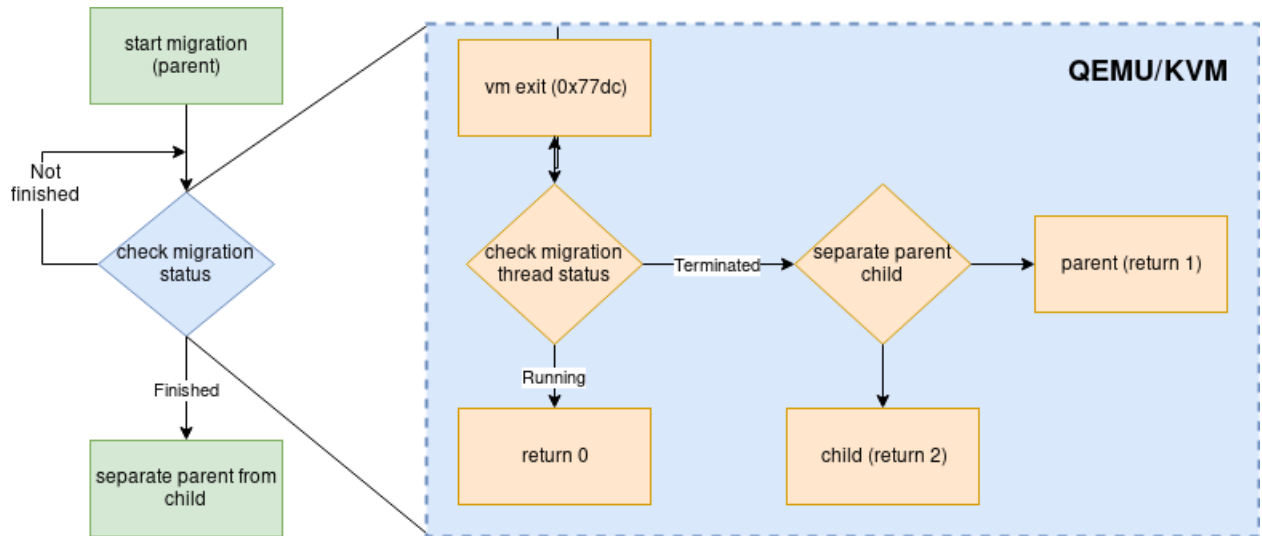 start migration
(parent)
Not
finished
check migration
status
Finished
separate parent from
child
QEMU/KVM
vm exit (0x77dc)
check migration
thread status
Terminated
separate parent
child
parent (return 1)
Running
return 0
child (return 2)